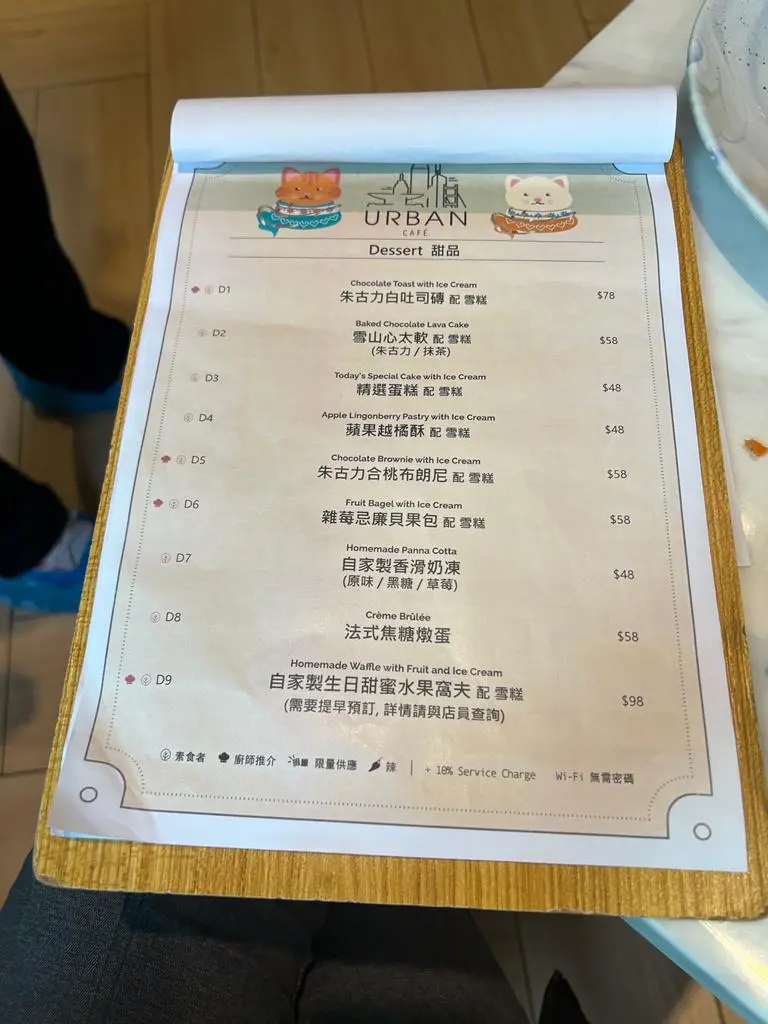 URBAN
CAFÉ
Dessert 甜品
D1 Chocolate Toast with Ice Cream
朱古力白吐司磚 配 雪糕 $78
D2 Baked Chocolate Lava Cake
雪山心太軟 配 雪糕 $58
(朱古力 / 抹茶)
D3 Today's Special Cake with Ice Cream
精選蛋糕 配 雪糕 $48
D4 Apple Lingonberry Pastry with Ice Cream
蘋果越橘酥 配 雪糕 $48
D5 Chocolate Brownie with Ice Cream
朱古力合桃布朗尼 配 雪糕 $58
D6 Fruit Bagel with Ice Cream
雜莓忌廉貝果包 配 雪糕 $58
D7 Homemade Panna Cotta
自家製香滑奶凍 $48
(原味 / 黑糖 / 草莓)
D8 Crème Brûlée
法式焦糖燉蛋 $58
D9 Homemade Waffle with Fruit and Ice Cream
自家製生日甜蜜水果窩夫 配 雪糕 $98
(需要提早預訂, 詳情請與店員查詢)
素食者 廚師推介 限量供應 辣 | + 10% Service Charge Wi-Fi 無需密碼